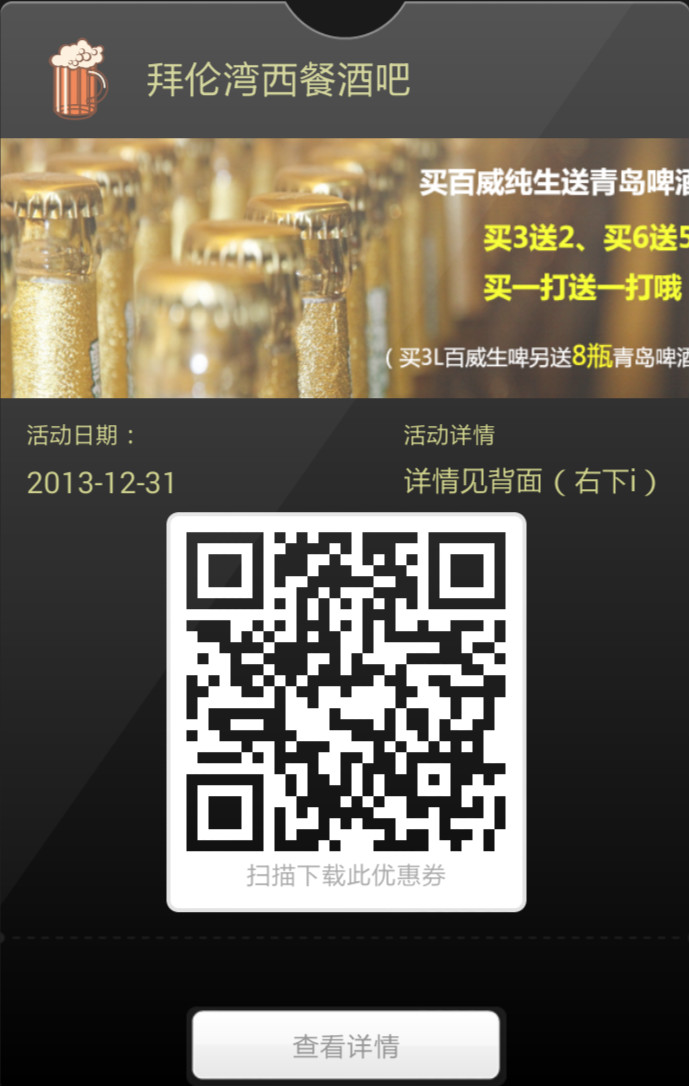 拜伦湾西餐酒吧
买百威纯生送青岛啤酒
买3送2、买6送5
买一打送一打哦
（买3L百威生啤另送8瓶青岛啤酒
活动日期：
活动详情
2013-12-31
详情见背面（右下i）
扫描下载此优惠券
查看详情